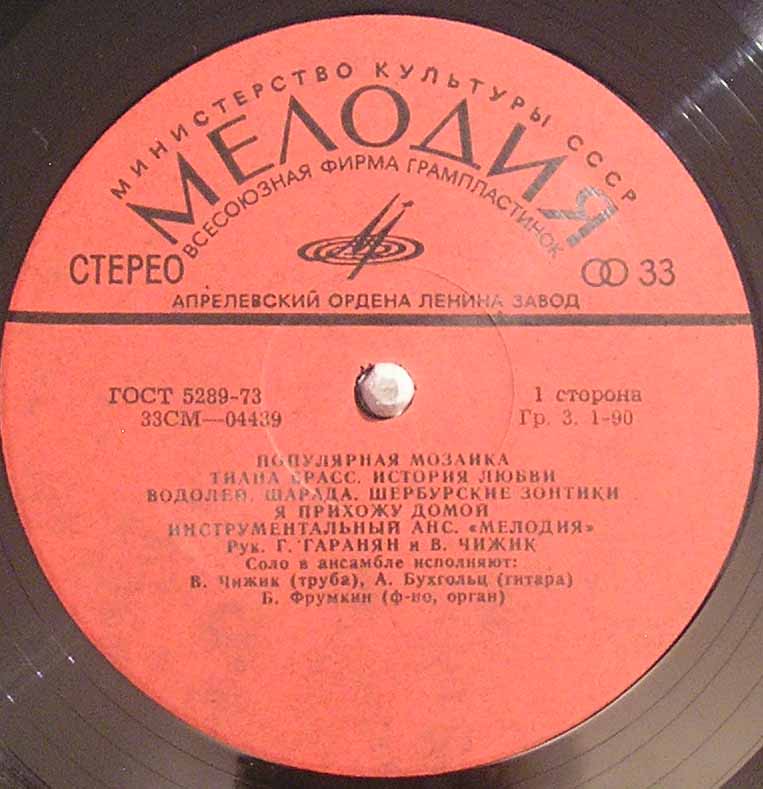 МИНИСТЕРСТВО КУЛЬТУРЫ СССР
МЕЛОДИЯ
ВСЕСОЮЗНАЯ ФИРМА ГРАМПЛАСТИНОК
СТЕРЕО 33
АПРЕЛЕВСКИЙ ОРДЕНА ЛЕНИНА ЗАВОД
ГОСТ 5289-73 1 сторона
33СМ—04439 Гр. 3. 1-90
ПОПУЛЯРНАЯ МОЗАИКА
ТИАНА БРАСС. ИСТОРИЯ ЛЮБВИ
ВОДОЛЕЙ. ШАРАДА. ШЕРБУРСКИЕ ЗОНТИКИ
Я ПРИХОЖУ ДОМОЙ
ИНСТРУМЕНТАЛЬНЫЙ АНС. «МЕЛОДИЯ»
Рук. Г. ГАРАНЯН и В. ЧИЖИК
Соло в ансамбле исполняют:
В. Чижик (труба), А. Бухгольц (гитара)
Б. Фрумкин (ф-но, орган)